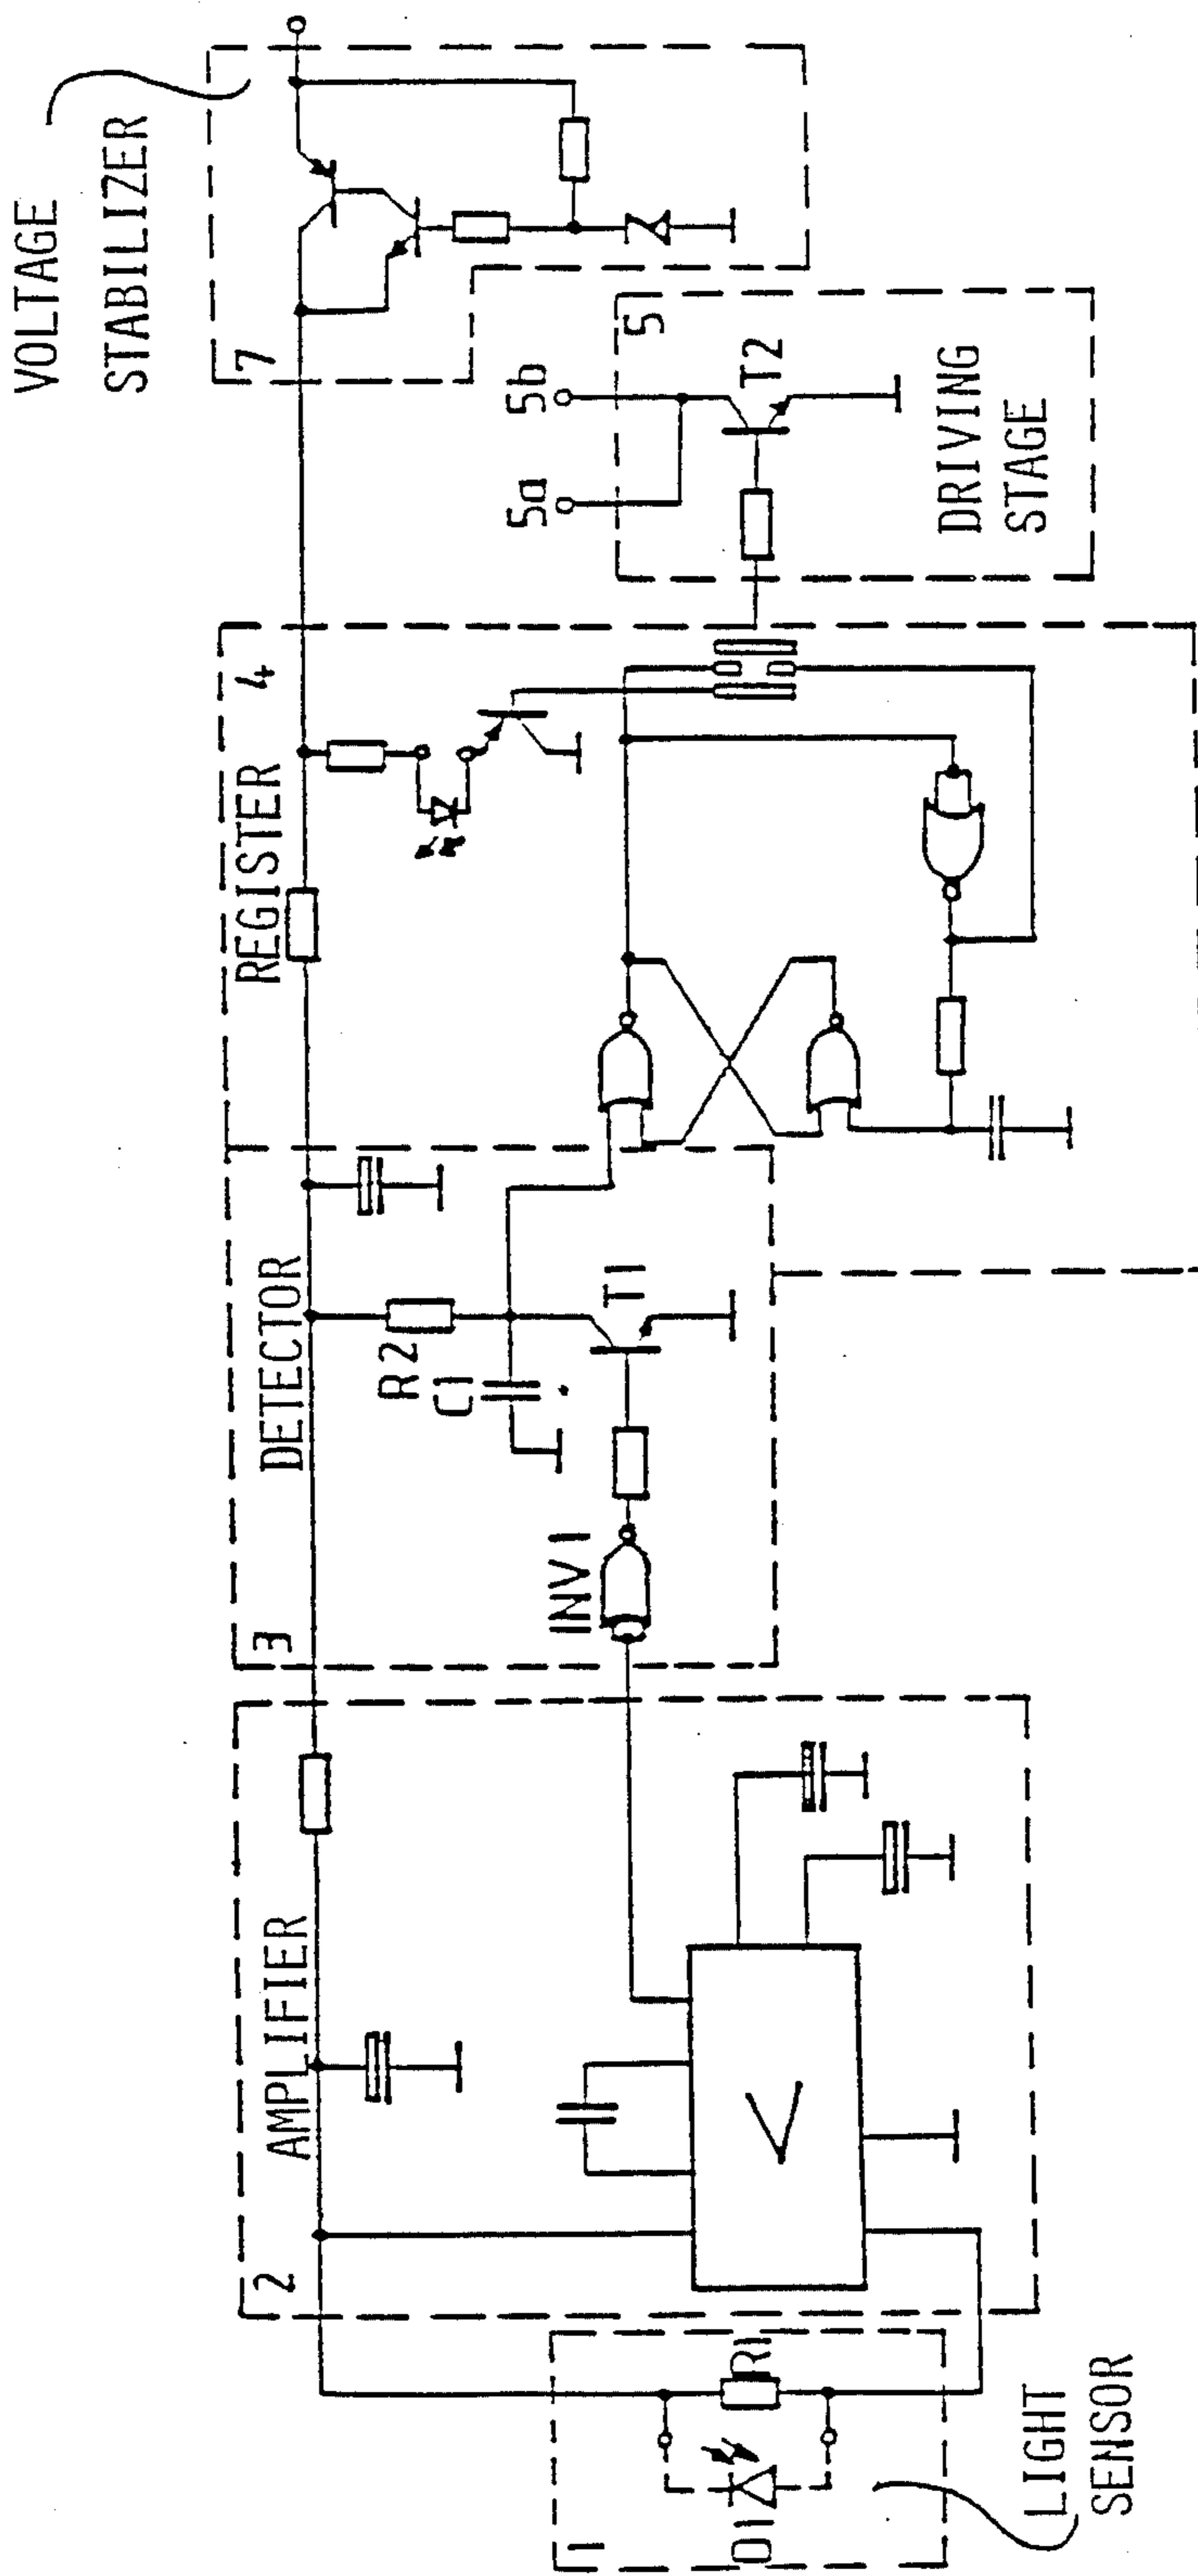 VOLTAGE
STABILIZER
7
5
5b
5a
T2
DRIVING
STAGE
4
REGISTER
DETECTOR
3
R2
C1
T1
INV1
AMPLIFIER
2
V
R1
D1
1
LIGHT
SENSOR